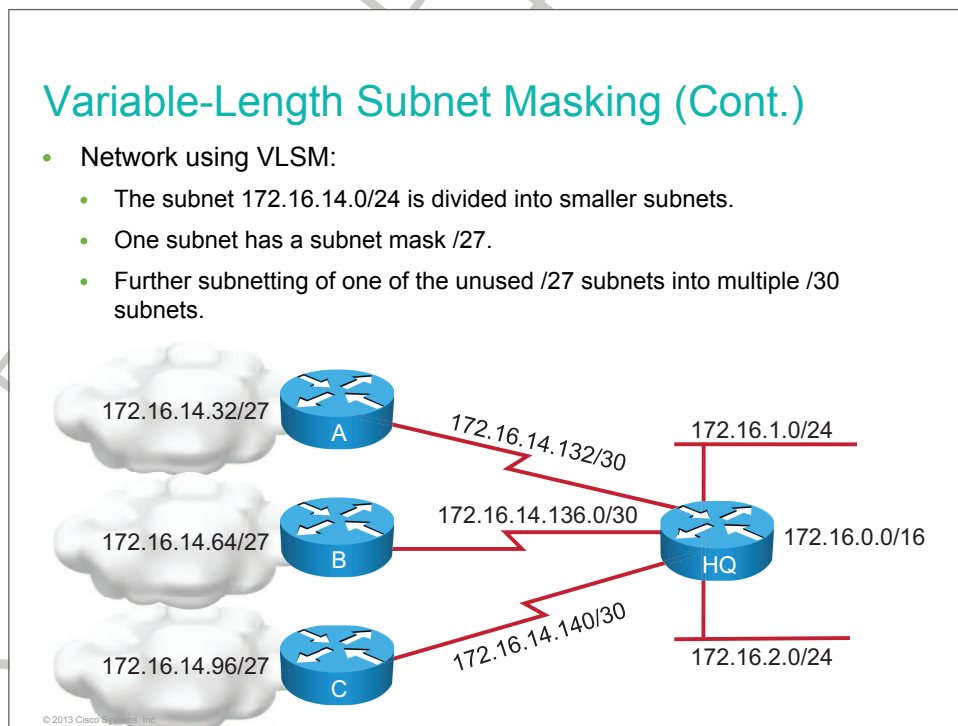 Variable-Length Subnet Masking (Cont.)
• Network using VLSM:
• The subnet 172.16.14.0/24 is divided into smaller subnets.
• One subnet has a subnet mask /27.
• Further subnetting of one of the unused /27 subnets into multiple /30
subnets.
172.16.14.32/27
A
172.16.14.132/30
172.16.1.0/24
172.16.14.64/27
B
172.16.14.136.0/30
HQ
172.16.0.0/16
172.16.14.96/27
C
172.16.14.140/30
172.16.2.0/24
© 2013 Cisco Systems, Inc.